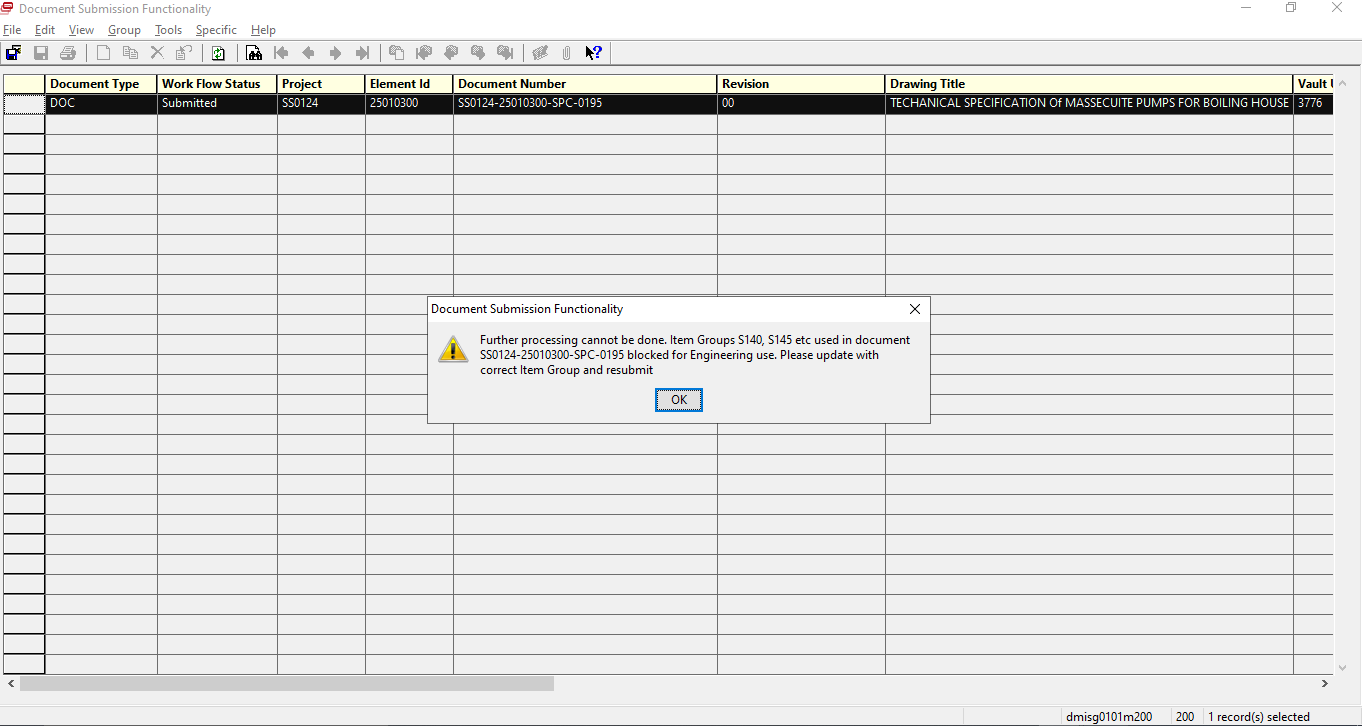 Document Submission Functionality
File Edit View Group Tools Specific Help
Document Type Work Flow Status Project Element Id Document Number Revision Drawing Title Vault
DOC Submitted SS0124 25010300 SS0124-25010300-SPC-0195 00 TECHANICAL SPECIFICATION Of MASSECUITE PUMPS FOR BOILING HOUSE 3776
Document Submission Functionality
Further processing cannot be done. Item Groups S140, S145 etc used in document
SS0124-25010300-SPC-0195 blocked for Engineering use. Please update with
correct Item Group and resubmit
OK
dmisg0101m200 200 1 record(s) selected